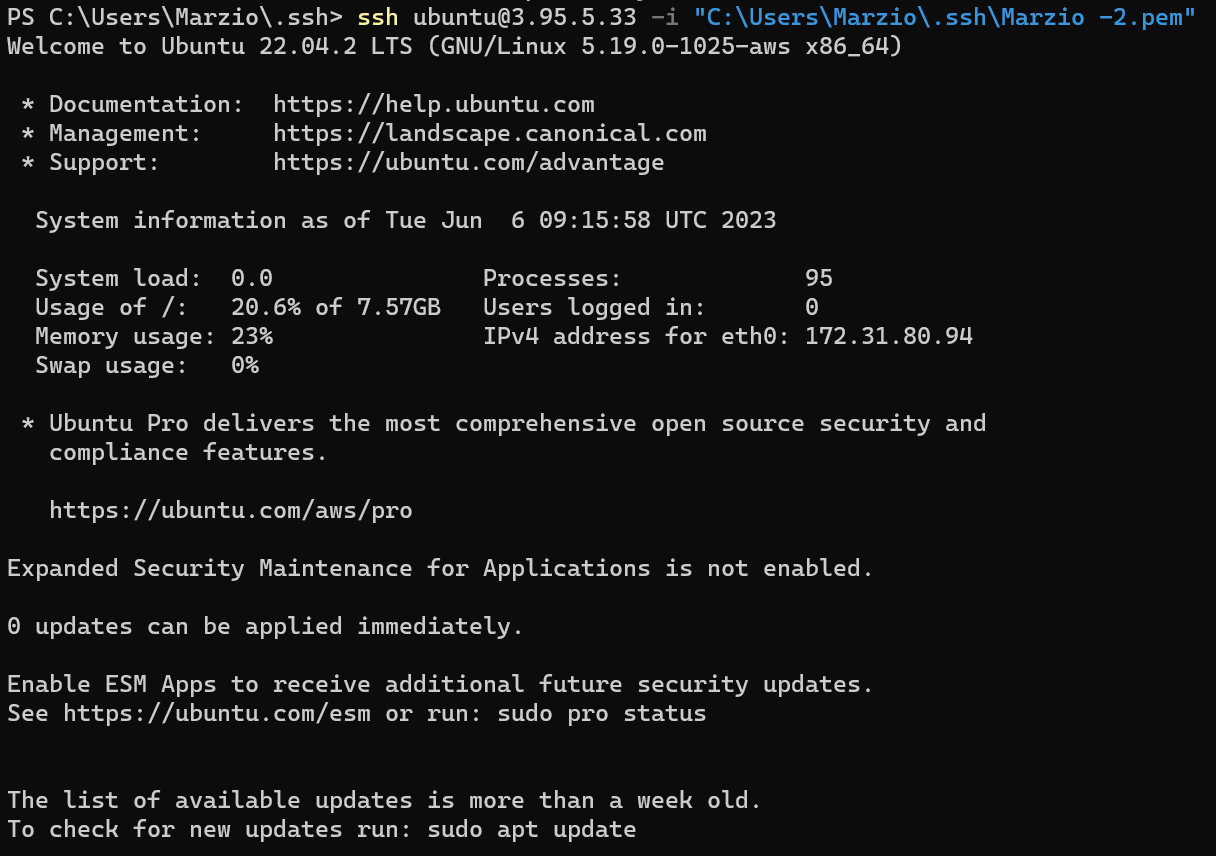 PS C:\Users\Marzio\.ssh> ssh ubuntu@3.95.5.33 -i "C:\Users\Marzio\.ssh\Marzio -2.pem"
Welcome to Ubuntu 22.04.2 LTS (GNU/Linux 5.19.0-1025-aws x86_64)
* Documentation:  https://help.ubuntu.com
* Management:     https://landscape.canonical.com
* Support:        https://ubuntu.com/advantage
System information as of Tue Jun  6 09:15:58 UTC 2023
System load:  0.0               Processes:             95
Usage of /:   20.6% of 7.57GB   Users logged in:       0
Memory usage: 23%               IPv4 address for eth0: 172.31.80.94
Swap usage:   0%
* Ubuntu Pro delivers the most comprehensive open source security and
compliance features.
https://ubuntu.com/aws/pro
Expanded Security Maintenance for Applications is not enabled.
0 updates can be applied immediately.
Enable ESM Apps to receive additional future security updates.
See https://ubuntu.com/esm or run: sudo pro status
The list of available updates is more than a week old.
To check for new updates run: sudo apt update